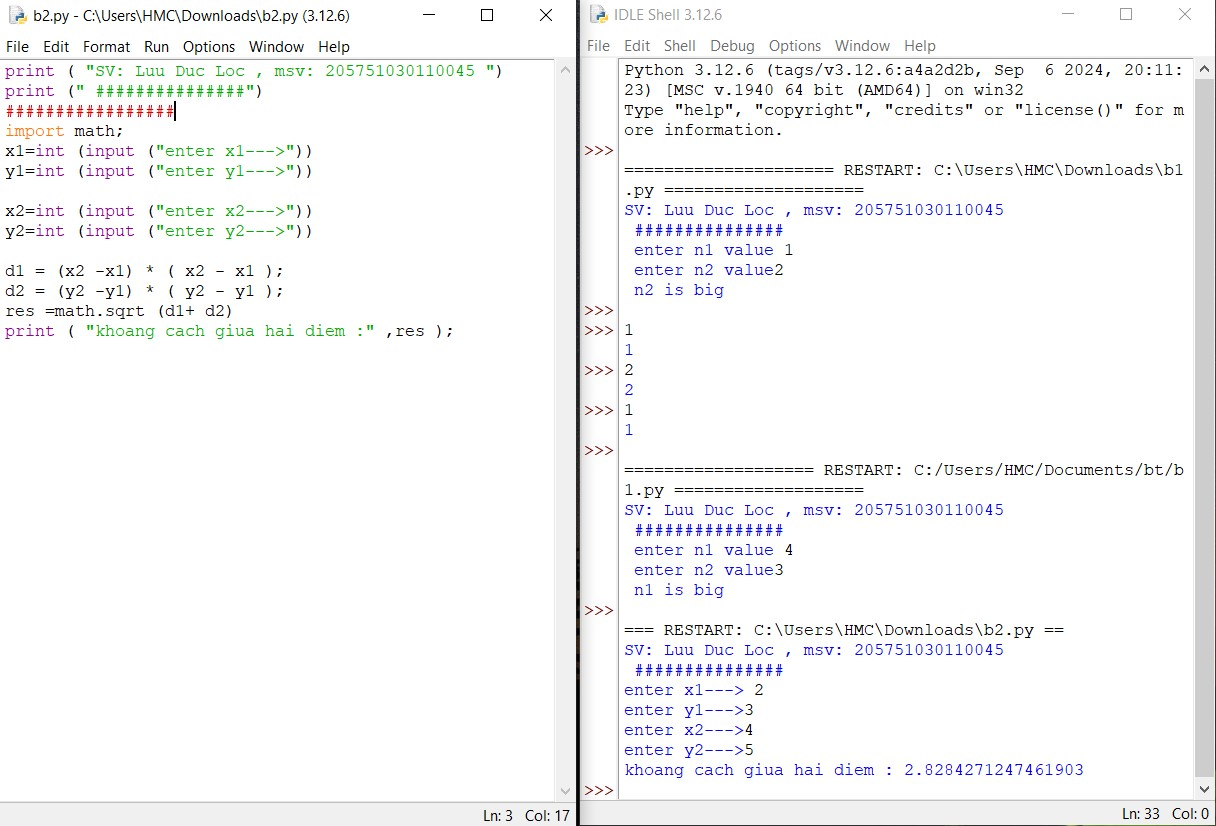 b2.py - C:\Users\HMC\Downloads\b2.py (3.12.6)
File Edit Format Run Options Window Help
print ( "SV: Luu Duc Loc , msv: 205751030110045 ")
print (" ###############")
#################
import math;
x1=int (input ("enter x1--->"))
y1=int (input ("enter y1--->"))
x2=int (input ("enter x2--->"))
y2=int (input ("enter y2--->"))
d1 = (x2 -x1) * ( x2 - x1 );
d2 = (y2 -y1) * ( y2 - y1 );
res =math.sqrt (d1+ d2)
print ( "khoang cach giua hai diem :" ,res );
Ln: 3 Col: 17
IDLE Shell 3.12.6
File Edit Shell Debug Options Window Help
Python 3.12.6 (tags/v3.12.6:a4a2d2b, Sep  6 2024, 20:11:
23) [MSC v.1940 64 bit (AMD64)] on win32
Type "help", "copyright", "credits" or "license()" for m
ore information.
>>>
===================== RESTART: C:\Users\HMC\Downloads\b1
.py ====================
SV: Luu Duc Loc , msv: 205751030110045
 ###############
 enter n1 value 1
 enter n2 value2
 n2 is big
>>>
>>> 1
1
>>> 2
2
>>> 1
1
>>>
=================== RESTART: C:/Users/HMC/Documents/bt/b
1.py ===================
SV: Luu Duc Loc , msv: 205751030110045
 ###############
 enter n1 value 4
 enter n2 value3
 n1 is big
>>>
=== RESTART: C:\Users\HMC\Downloads\b2.py ==
SV: Luu Duc Loc , msv: 205751030110045
 ###############
enter x1---> 2
enter y1--->3
enter x2--->4
enter y2--->5
khoang cach giua hai diem : 2.8284271247461903
>>>
Ln: 33 Col: 0